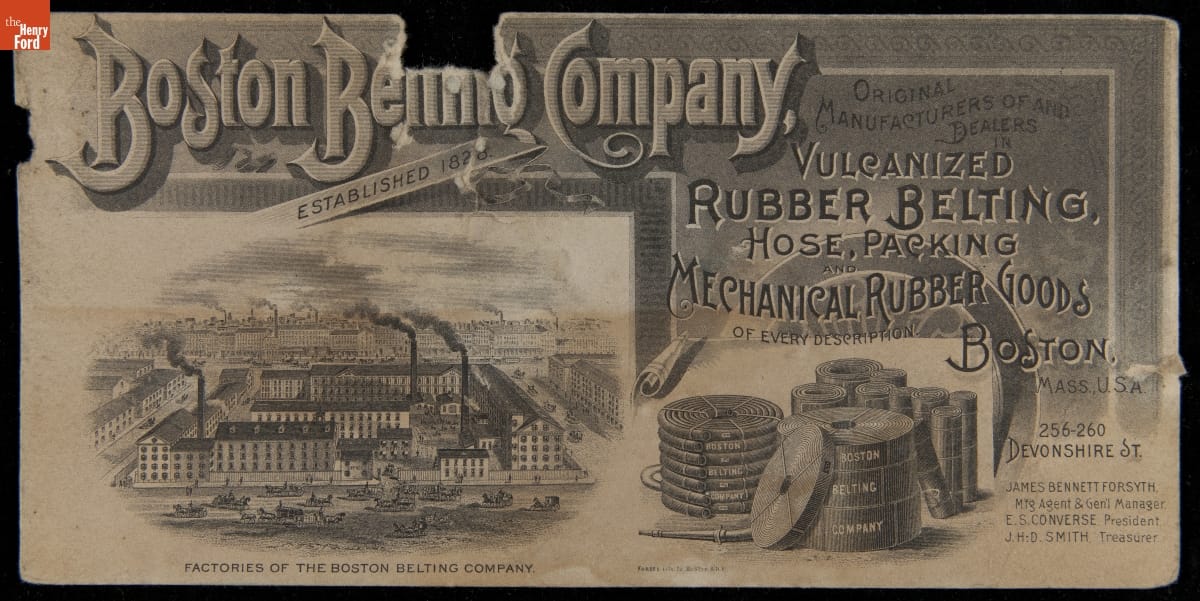 the
Henry
Ford
Boston Belting Company,
ESTABLISHED 1828.
ORIGINAL
MANUFACTURERS OF AND
DEALERS
IN
VULCANIZED
RUBBER BELTING,
HOSE, PACKING
AND
MECHANICAL RUBBER GOODS
OF EVERY DESCRIPTION.
BOSTON,
MASS., U.S.A.
256-260
DEVONSHIRE ST.
JAMES BENNETT FORSYTH,
M'f'g Agent & Gen'l Manager.
E.S. CONVERSE President.
J.H.D. SMITH Treasurer.
BOSTON
BELTING
COMPANY
BOSTON
BELTING
COMPANY
FACTORIES OF THE BOSTON BELTING COMPANY.